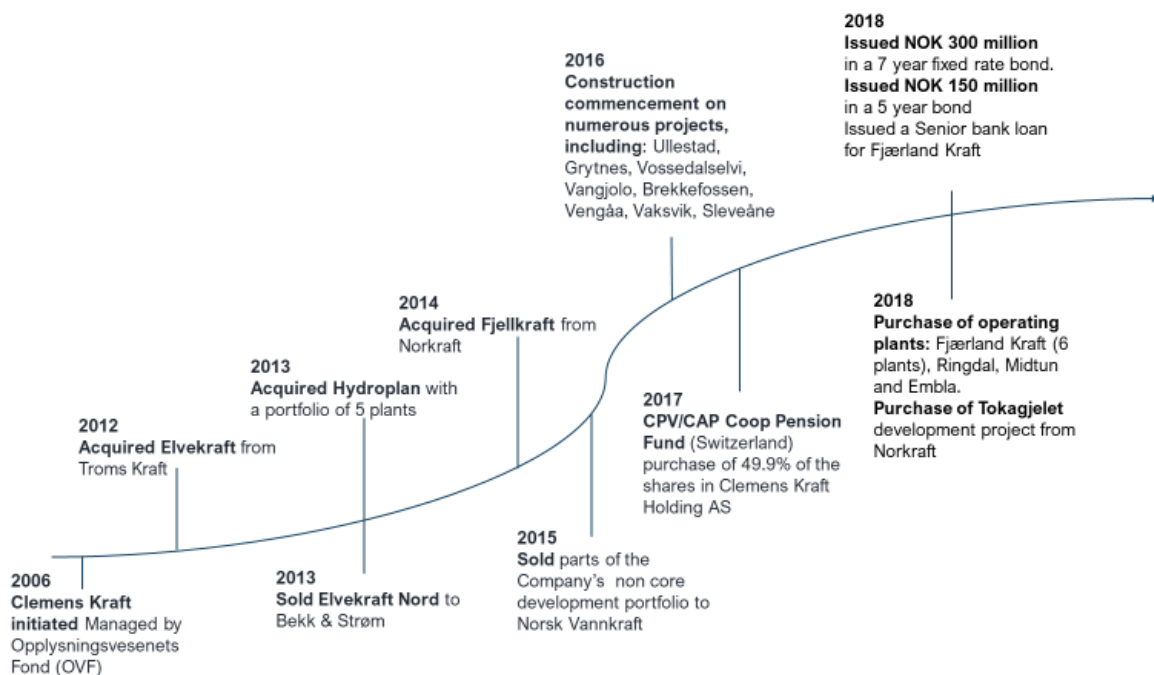 2006
Clemens Kraft
initiated Managed by
Opplysningsvesenets
Fond (OVF)
2012
Acquired Elvekraft from
Troms Kraft
2013
Acquired Hydroplan with
a portfolio of 5 plants
2013
Sold Elvekraft Nord to
Bekk & Strøm
2014
Acquired Fjellkraft from
Norkraft
2015
Sold parts of the
Company's non core
development portfolio to
Norsk Vannkraft
2016
Construction
commencement on
numerous projects,
including: Ullestad,
Grytnes, Vossedalselvi,
Vangjolo, Brekkefossen,
Vengåa, Vaksvik, Sleveåne
2017
CPV/CAP Coop Pension
Fund (Switzerland)
purchase of 49.9% of the
shares in Clemens Kraft
Holding AS
2018
Issued NOK 300 million
in a 7 year fixed rate bond.
Issued NOK 150 million
in a 5 year bond
Issued a Senior bank loan
for Fjærland Kraft
2018
Purchase of operating
plants: Fjærland Kraft (6
plants), Ringdal, Midtun
and Embla.
Purchase of Tokagjelet
development project from
Norkraft